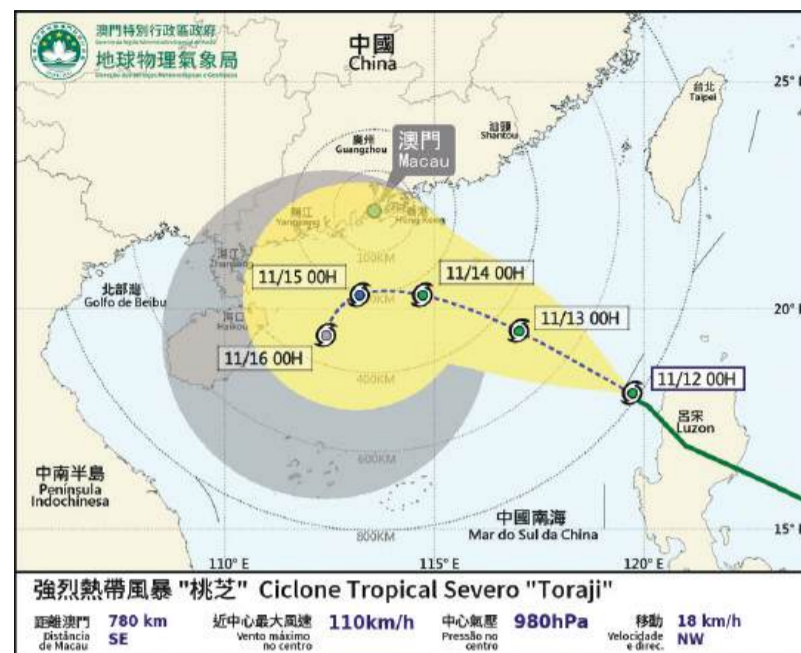 澳門特別行政區政府
地球物理氣象局
中國
China
25°
台北
Taipei
汕頭
Shantou
廣州
Guangzhou
澳門
Macau
香港
Hong Kong
陽江
Yangjiang
湛江
100KM
11/15 00H
11/14 00H
北部灣
Golfo de Beibu
海口
Haikou
20°
11/13 00H
11/16 00H
400KM
11/12 00H
呂宋
Luzon
600KM
中南半島
Península
Indochinesa
中國南海
Mar do Sul da China
800KM
15°
110°E
115°E
120°E
強烈熱帶風暴 "桃芝" Ciclone Tropical Severo "Toraji"
距離澳門 780 km 近中心最大風速 110km/h 中心氣壓 980hPa 移動 18 km/h
Distância de Macau SE Vento máximo no centro Pressão no centro Velocidade e direc. NW